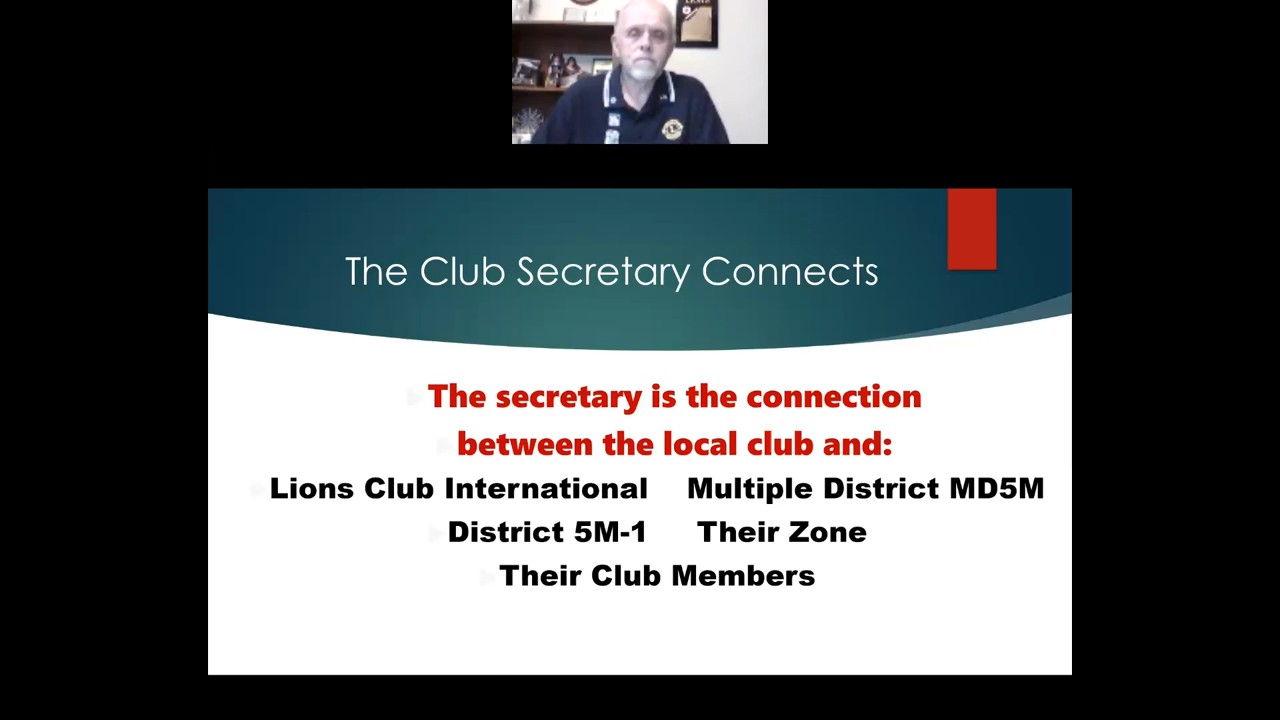 The Club Secretary Connects
The secretary is the connection
between the local club and:
Lions Club International Multiple District MD5M
District 5M-1 Their Zone
Their Club Members